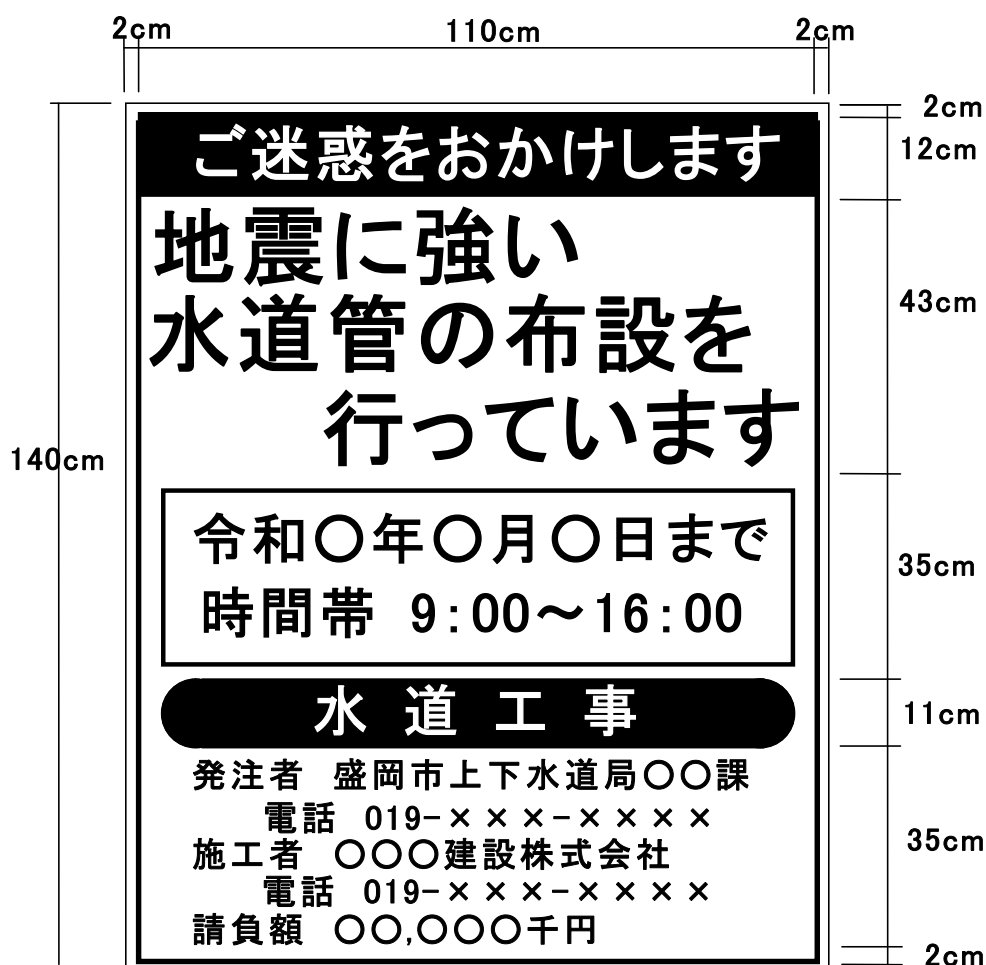 2cm 110cm 2cm
2cm
ご迷惑をおかけします
12cm
地震に強い
水道管の布設を
43cm
行っています
140cm
令和〇年〇月〇日まで
35cm
時間帯 9:00～16:00
水道工事
11cm
発注者 盛岡市上下水道局〇〇課
電話 019-×××-××××
施工者 〇〇〇建設株式会社
35cm
電話 019-×××-××××
請負額 〇〇,〇〇〇千円
2cm